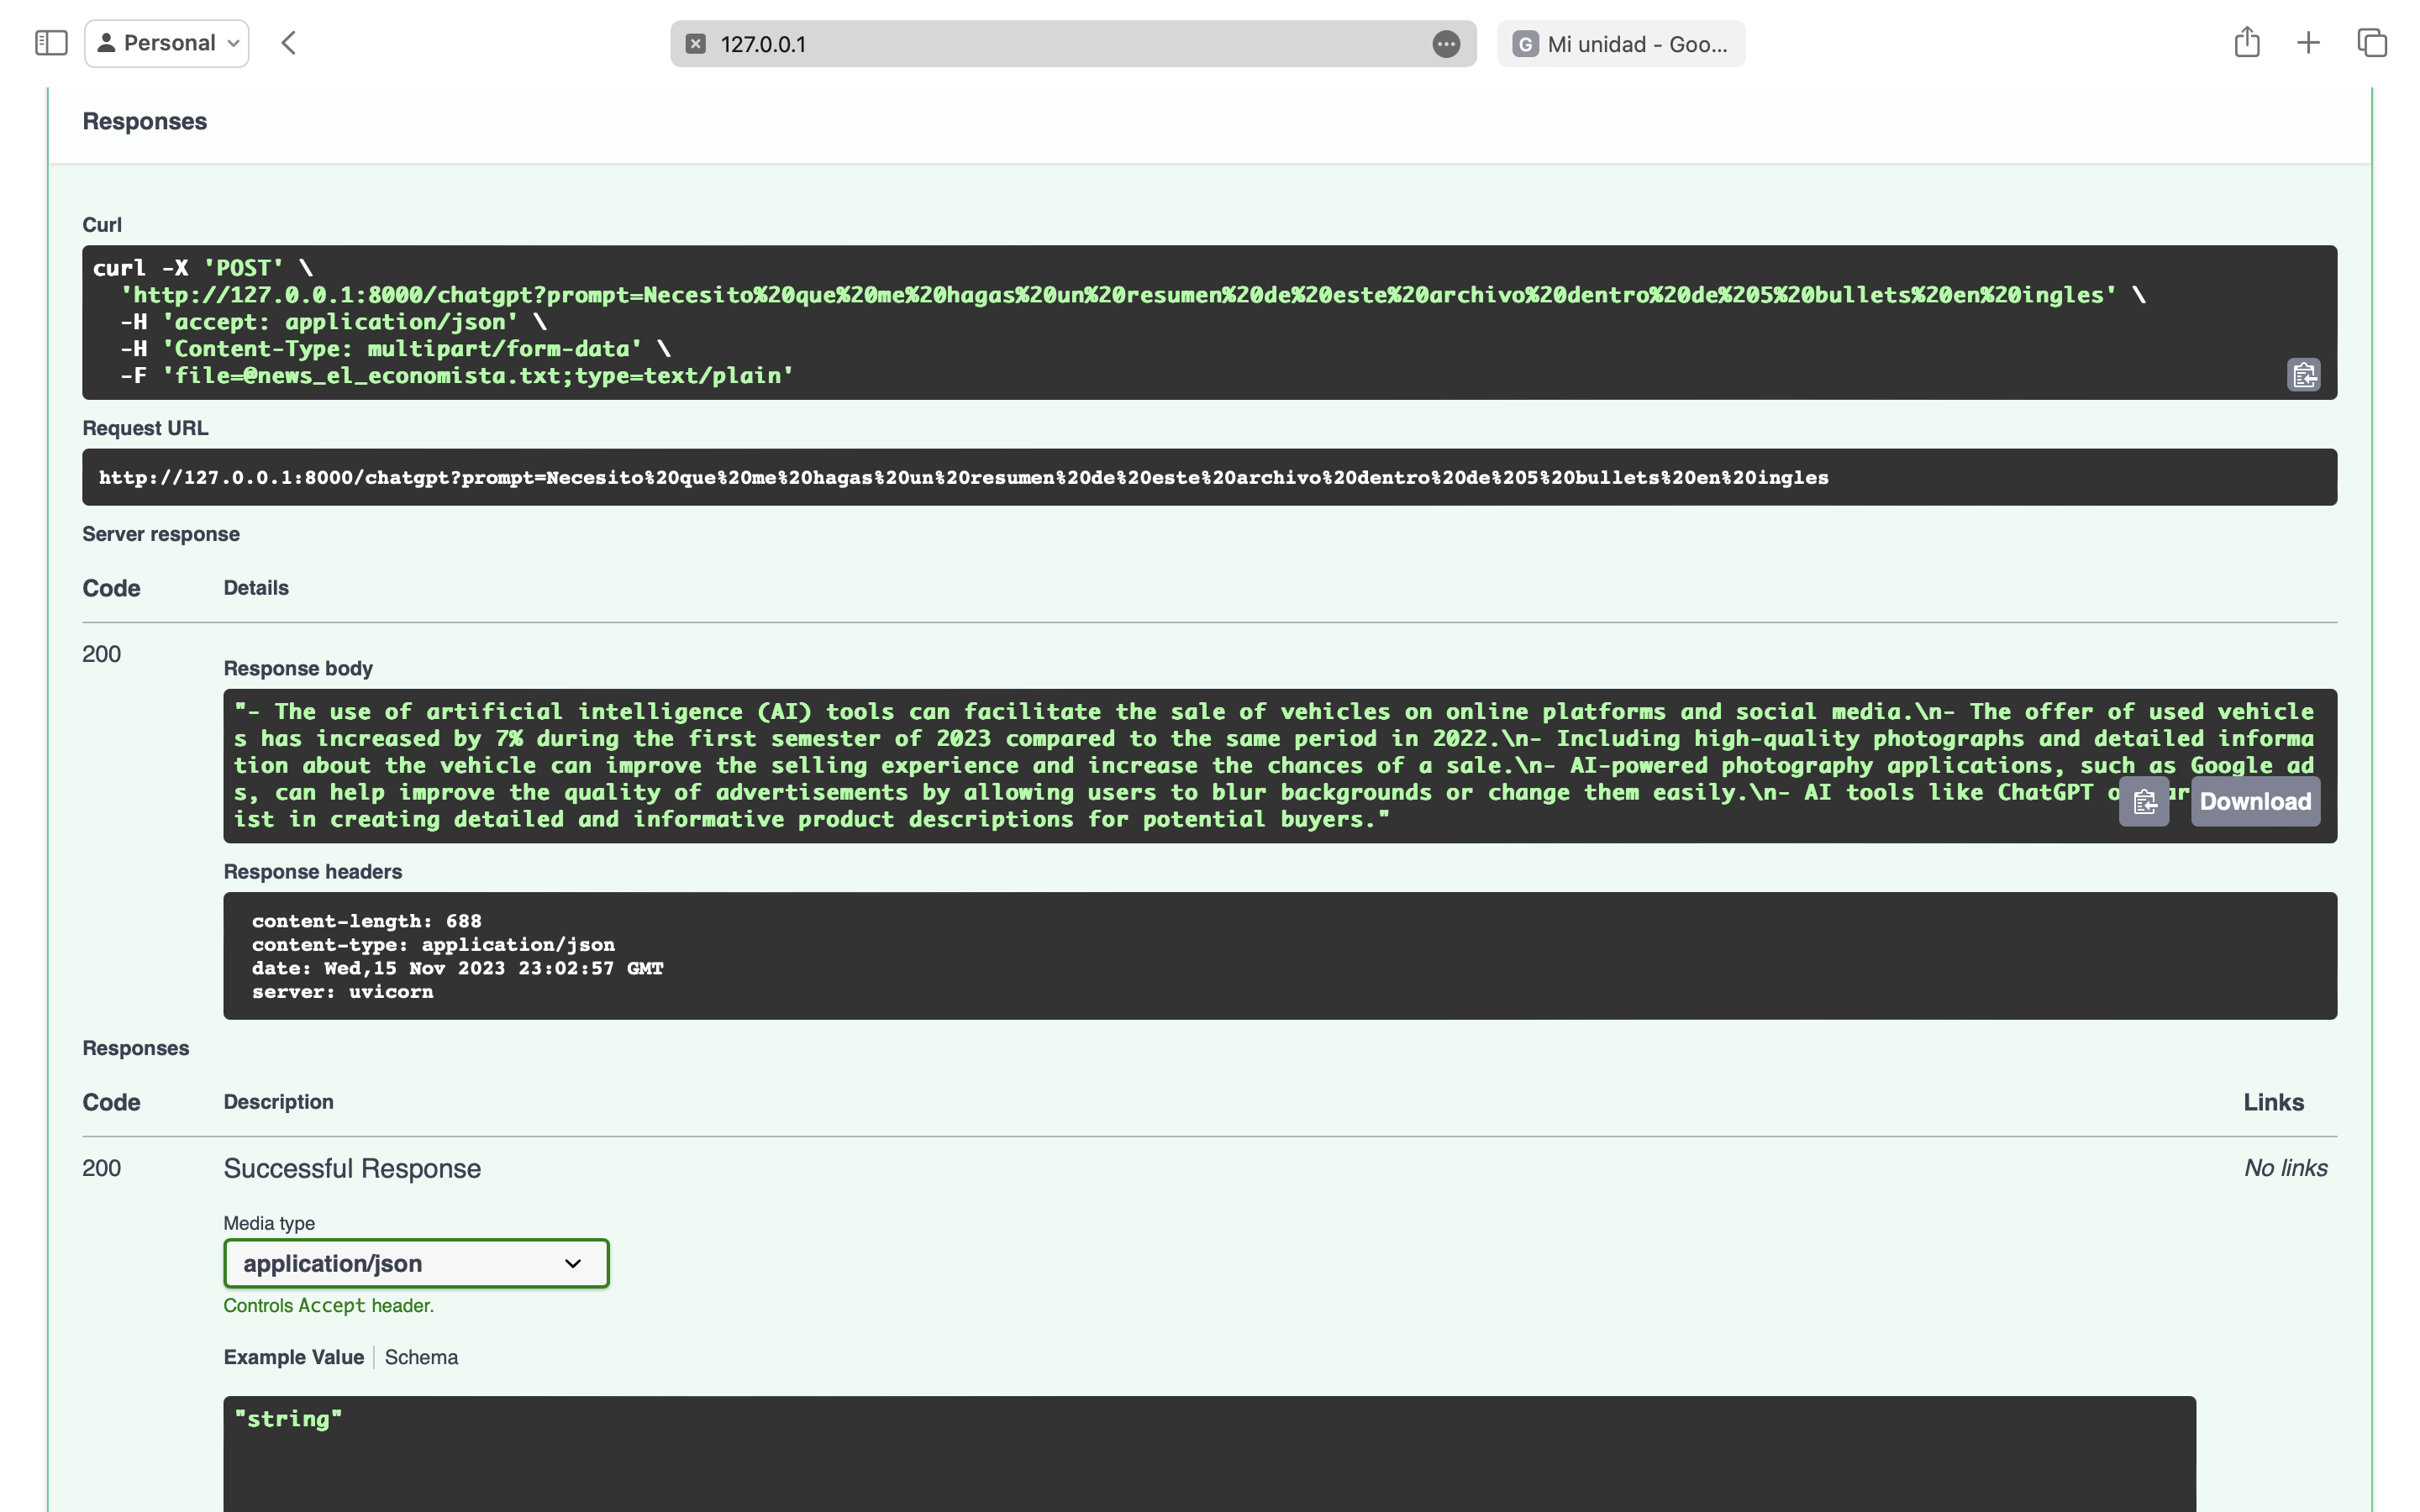 Personal
127.0.0.1
G Mi unidad - Goo...
Responses
Curl
curl -X 'POST' \
'http://127.0.0.1:8000/chatgpt?prompt=Necesito%20que%20me%20hagas%20un%20resumen%20de%20este%20archivo%20dentro%20de%205%20bullets%20en%20ingles' \
-H 'accept: application/json' \
-H 'Content-Type: multipart/form-data' \
-F 'file=@news_el_economista.txt;type=text/plain'
Request URL
http://127.0.0.1:8000/chatgpt?prompt=Necesito%20que%20me%20hagas%20un%20resumen%20de%20este%20archivo%20dentro%20de%205%20bullets%20en%20ingles
Server response
Code Details
200
Response body
"- The use of artificial intelligence (AI) tools can facilitate the sale of vehicles on online platforms and social media.\n- The offer of used vehicle
s has increased by 7% during the first semester of 2023 compared to the same period in 2022.\n- Including high-quality photographs and detailed informa
tion about the vehicle can improve the selling experience and increase the chances of a sale.\n- AI-powered photography applications, such as Google ad
s, can help improve the quality of advertisements by allowing users to blur backgrounds or change them easily.\n- AI tools like ChatGPT
Download
ist in creating detailed and informative product descriptions for potential buyers."
Response headers
content-length: 688
content-type: application/json
date: Wed,15 Nov 2023 23:02:57 GMT
server: uvicorn
Responses
Code Description Links
200 Successful Response No links
Media type
application/json
Controls Accept header.
Example Value Schema
"string"